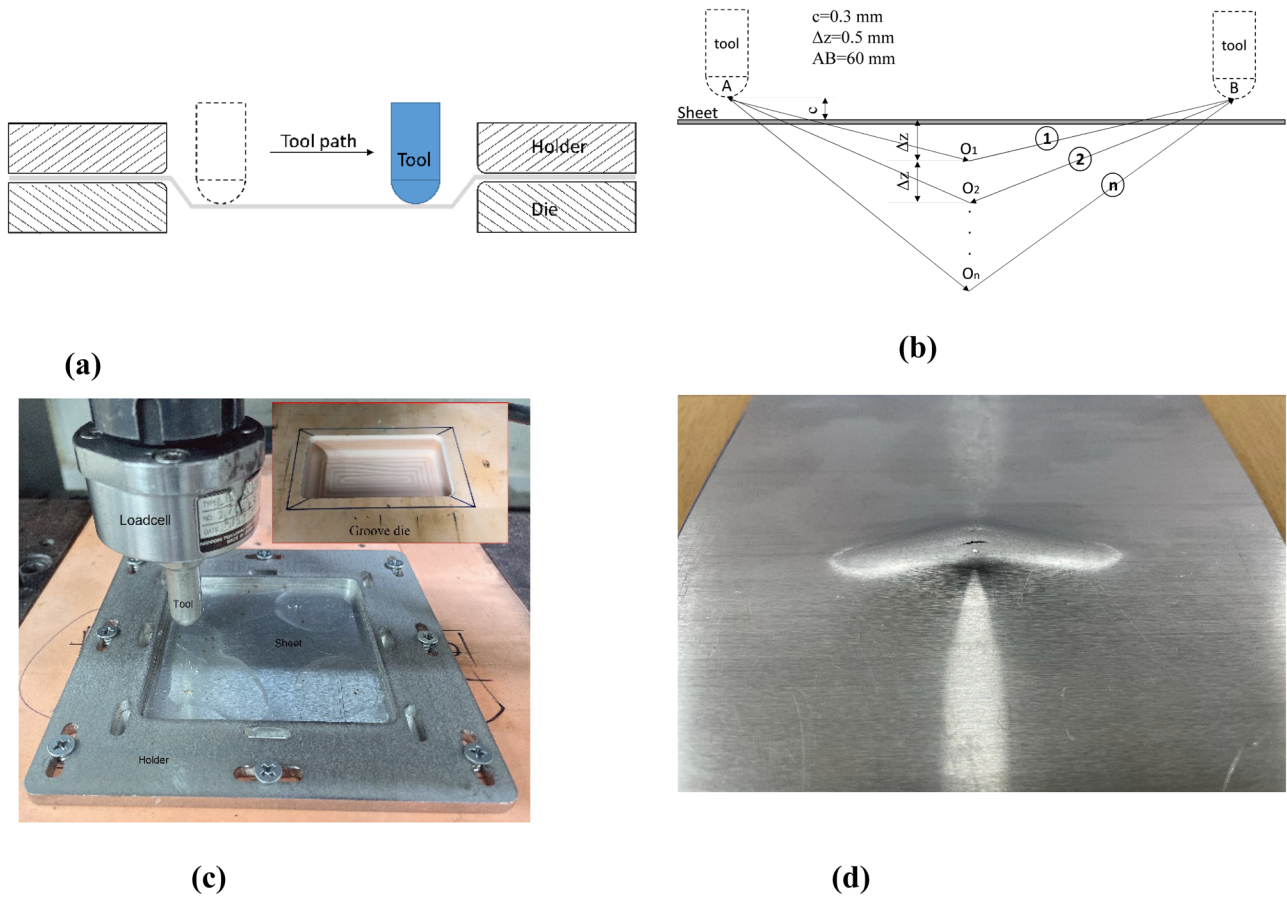 Tool path
Tool
Holder
Die
(a)
c=0.3 mm
Δz=0.5 mm
AB=60 mm
tool
tool
A
B
Sheet
c
Δz
O₁
1
Δz
O₂
2
n
Oₙ
(b)
Loadcell
Groove die
Tool
Sheet
Holder
(c)
(d)